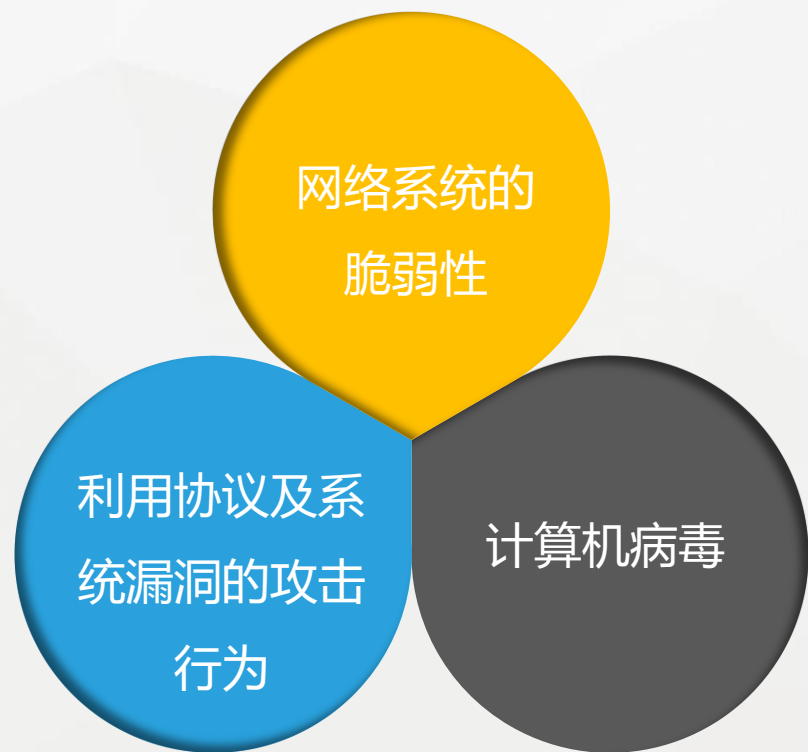 网络系统的
脆弱性
利用协议及系
统漏洞的攻击
行为
计算机病毒